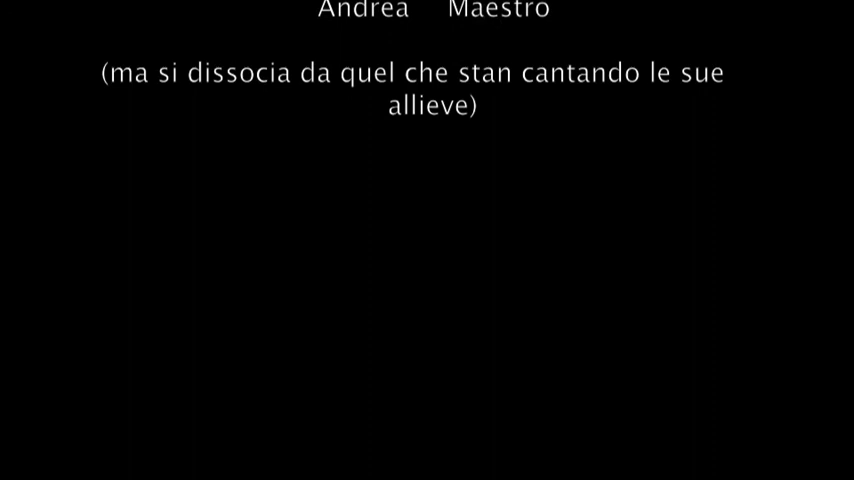 Andrea Maestro
(ma si dissocia da quel che stan cantando le sue
allieve)